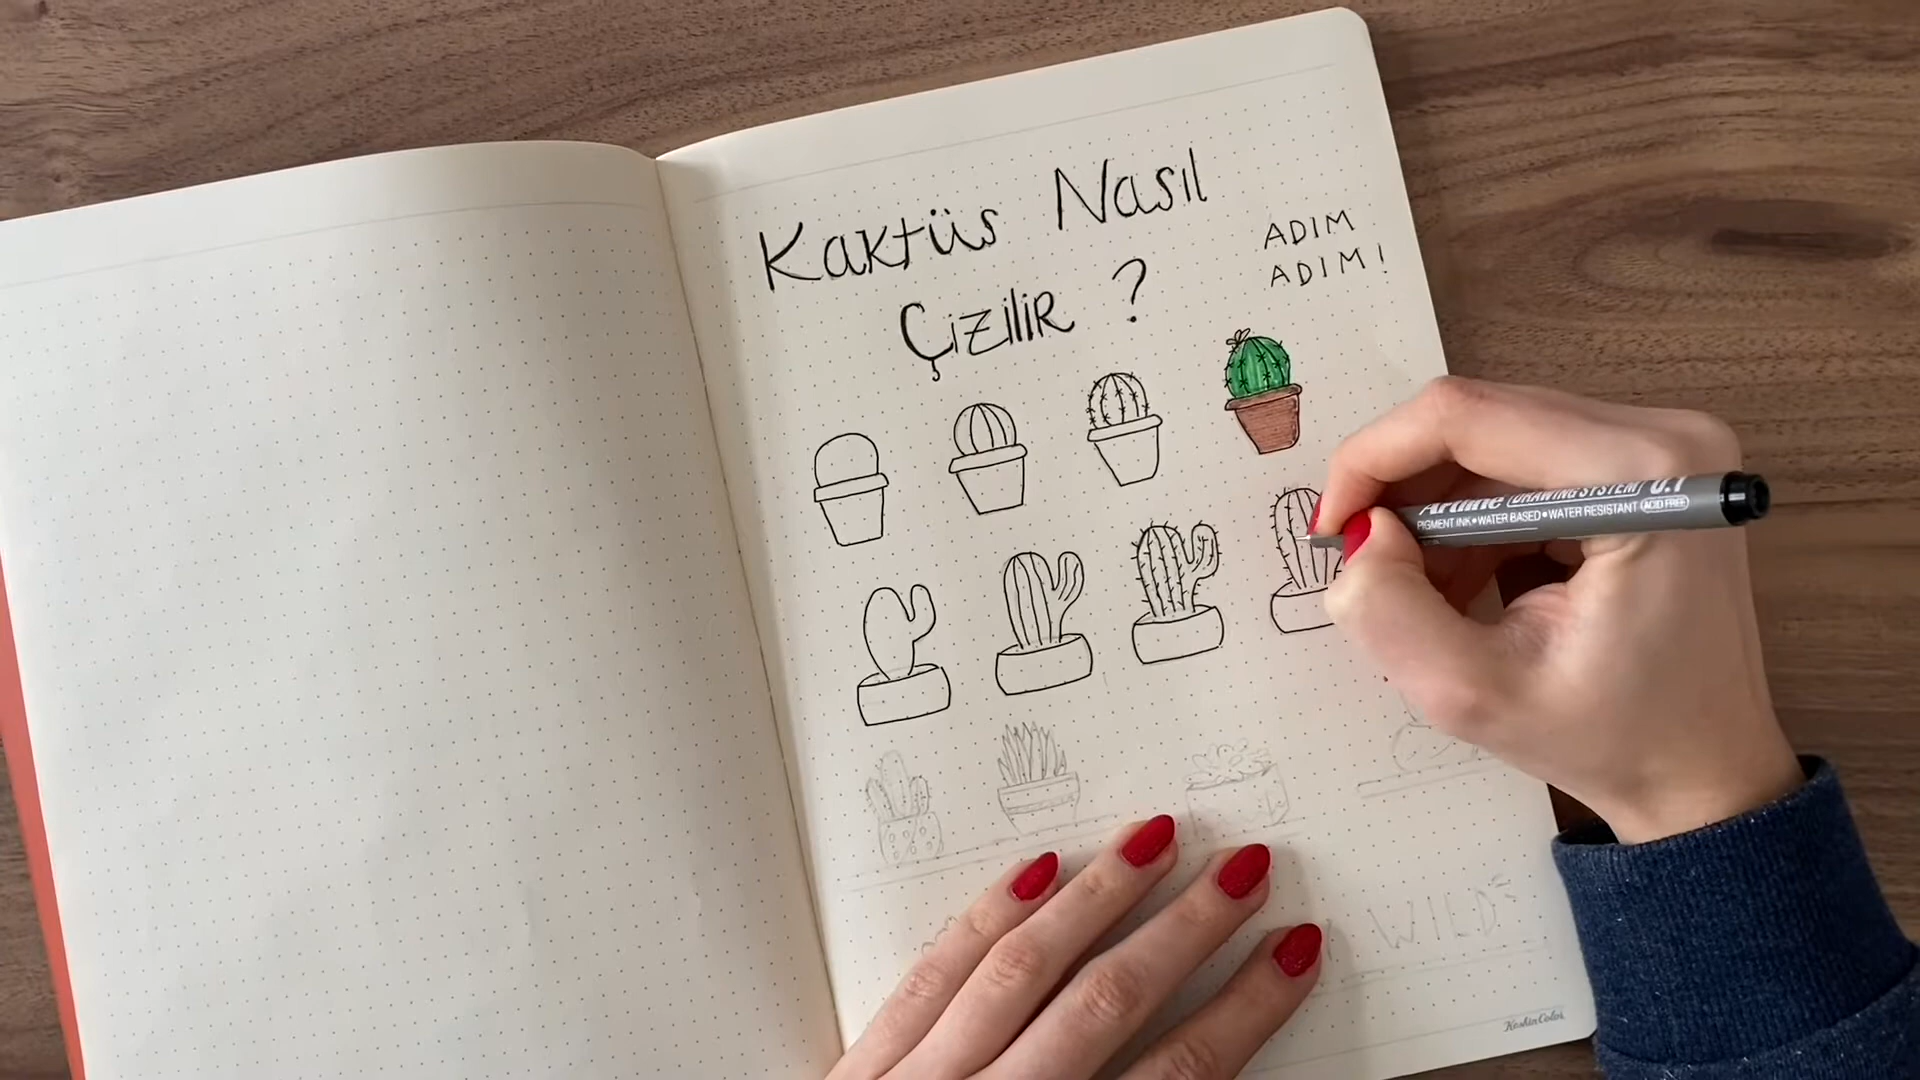 Kaktüs Nasıl
Çizilir ?
ADIM
ADIM!
Artline DRAWING SYSTEM 0.1
PIGMENT INK•WATER BASED•WATER RESISTANT ACID FREE
WILD
KeskinColor